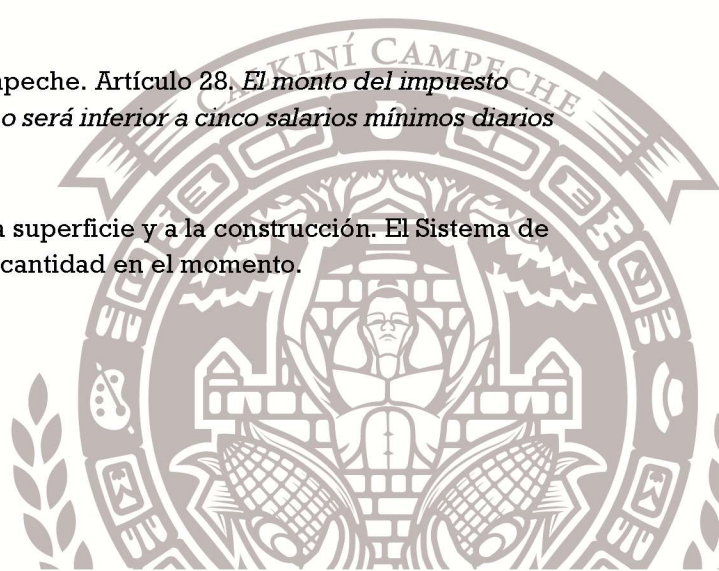 CALKINÍ CAMPECHE
peche. Artículo 28. El monto del impuesto
o será inferior a cinco salarios mínimos diarios
a superficie y a la construcción. El Sistema de
cantidad en el momento.